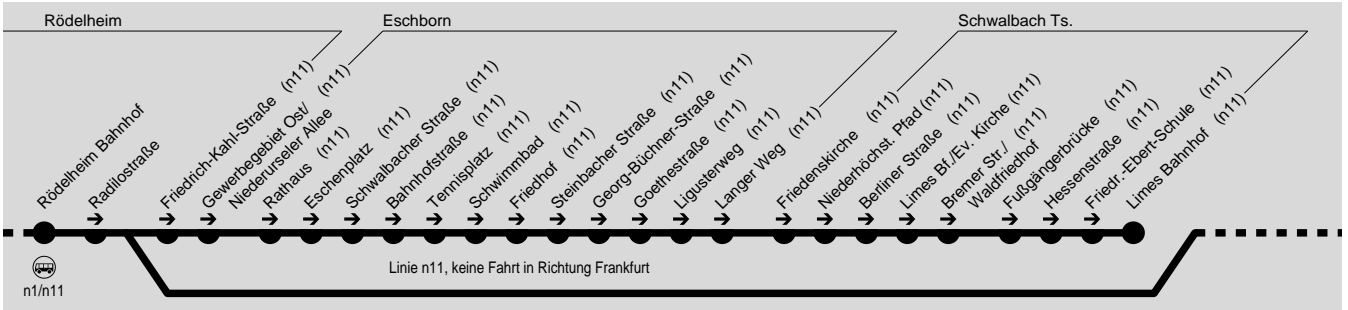 Rödelheim
Eschborn
Schwalbach Ts.
Rödelheim Bahnhof
Radilostraße
Friedrich-Kahl-Straße (n11)
Gewerbegebiet Ost/ (n11)
Niederurseler Allee
Rathaus (n11)
Eschenplatz (n11)
Schwalbacher Straße (n11)
Bahnhofstraße (n11)
Tennisplatz (n11)
Schwimmbad (n11)
Friedhof (n11)
Steinbacher Straße (n11)
Georg-Büchner-Straße (n11)
Goethestraße (n11)
Ligusterweg (n11)
Langer Weg (n11)
Friedenskirche (n11)
Niederhöchst. Pfad (n11)
Berliner Straße (n11)
Limes Bf./Ev. Kirche (n11)
Bremer Str./ (n11)
Waldfriedhof
Fußgängerbrücke (n11)
Hessenstraße (n11)
Friedr.-Ebert-Schule (n11)
Limes Bahnhof (n11)
n1/n11
Linie n11, keine Fahrt in Richtung Frankfurt